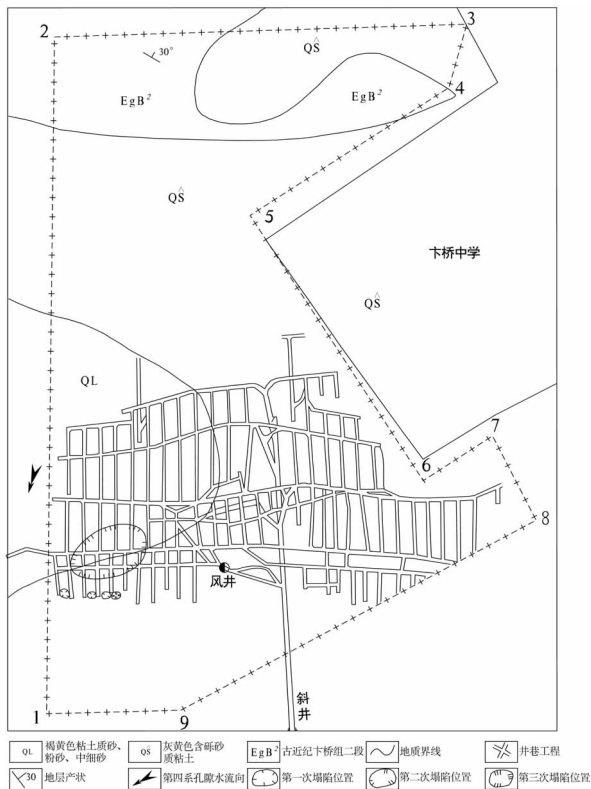 2
3
30°
QŜ
EgB²
EgB²
4
QŜ
5
卞桥中学
QŜ
QL
7
6
8
风井
斜井
1
9
QL 褐黄色粘土质砂、粉砂、中细砂
QŜ 灰黄色含砾砂质粘土
EgB² 古近纪卞桥组二段
地质界线
井巷工程
30 地层产状
第四系孔隙水流向
第一次塌陷位置
第二次塌陷位置
第三次塌陷位置